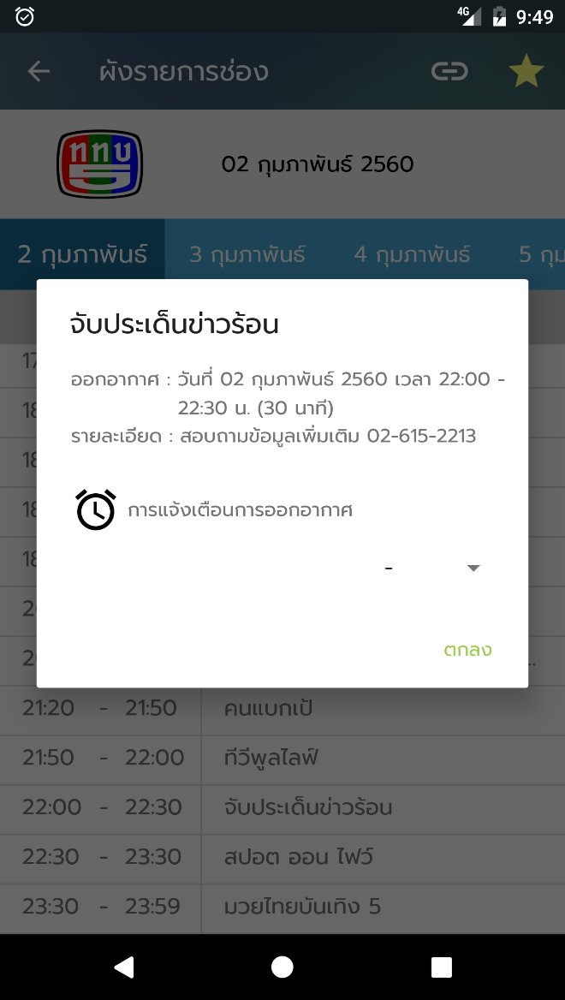 4G 9:49
ผังรายการช่อง
ททบ 5
02 กุมภาพันธ์ 2560
2 กุมภาพันธ์ 3 กุมภาพันธ์ 4 กุมภาพันธ์ 5
จับประเด็นข่าวร้อน
ออกอากาศ : วันที่ 02 กุมภาพันธ์ 2560 เวลา 22:00 -
22:30 น. (30 นาที)
รายละเอียด : สอบถามข้อมูลเพิ่มเติม 02-615-2213
การแจ้งเตือนการออกอากาศ
-
ตกลง
17
18
18
18
18
21:20 - 21:50 คนแบกเป้
21:50 - 22:00 ทีวีพูลไลฟ์
22:00 - 22:30 จับประเด็นข่าวร้อน
22:30 - 23:30 สปอต ออน ไฟว์
23:30 - 23:59 มวยไทยบันเทิง 5